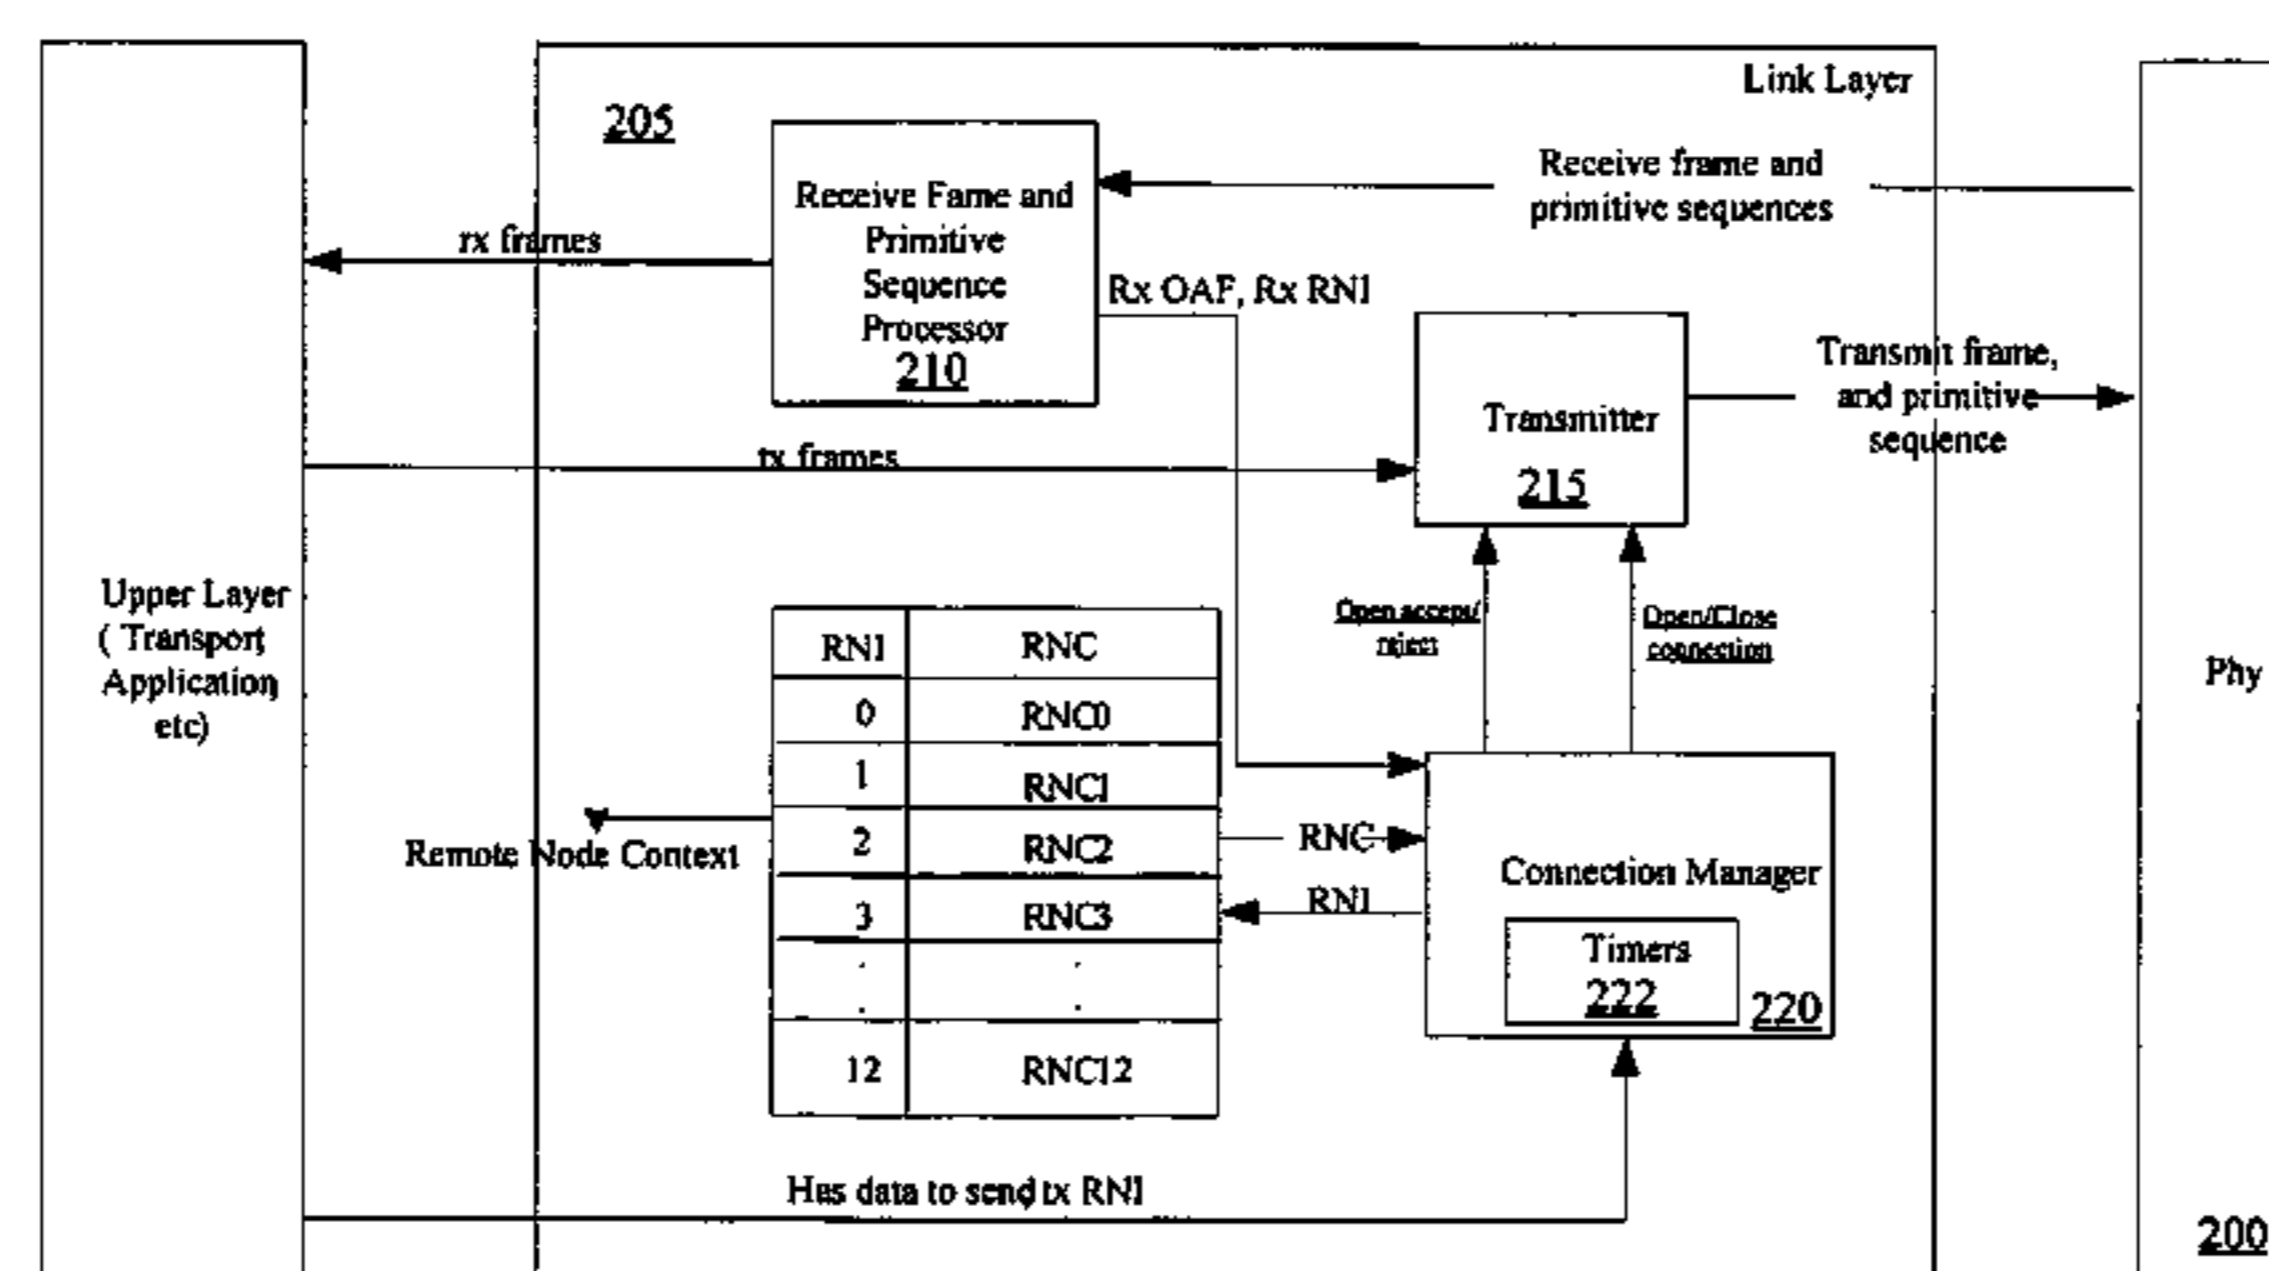 Link Layer
205
Receive frame and
primitive sequences
Receive Fame and
Primitive
Sequence
Processor
210
rx frames
Rx OAF, Rx RNI
Transmitter
215
Transmit frame,
and primitive
sequence
tx frames
Upper Layer
( Transport,
Application,
etc)
Open accept/
reject
Open/Close
connection
RNI RNC
0 RNC0
1 RNC1
2 RNC2
3 RNC3
. .
. .
12 RNC12
Phy
Remote Node Context
RNC
RNI
Connection Manager
Timers
222
220
Has data to send, tx RNI
200